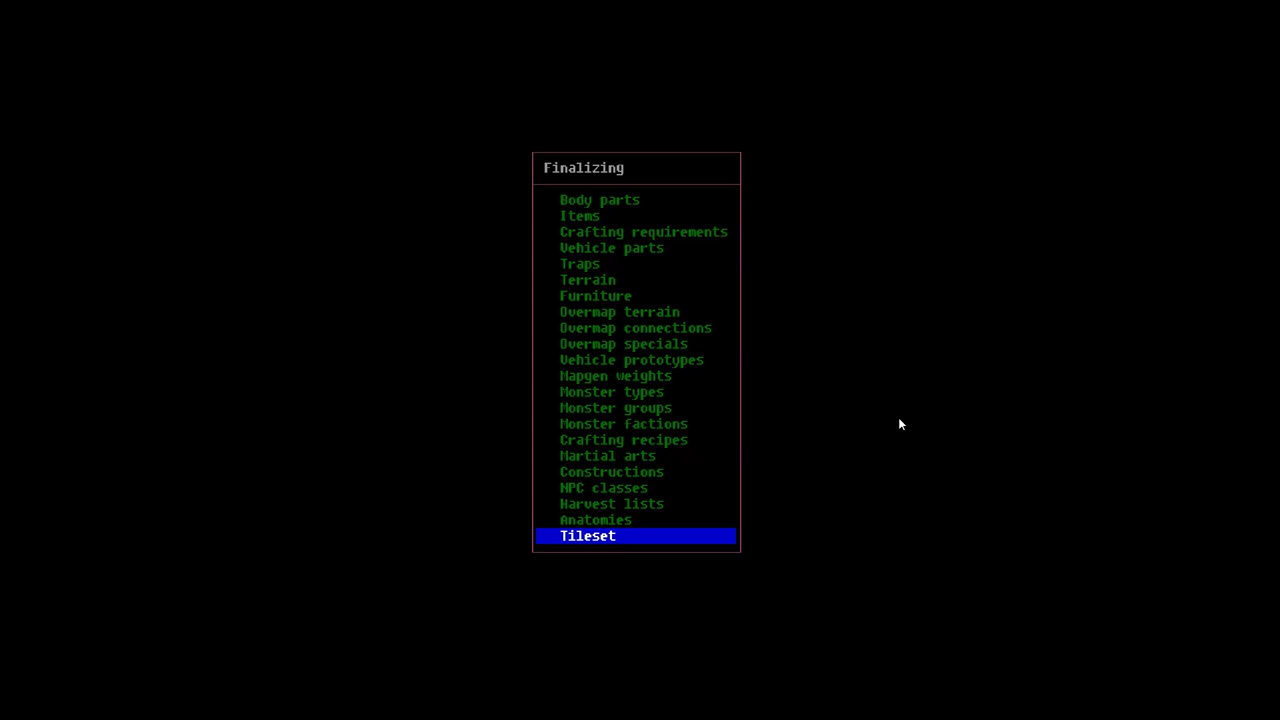 Finalizing
Body parts
Items
Crafting requirements
Vehicle parts
Traps
Terrain
Furniture
Overmap terrain
Overmap connections
Overmap specials
Vehicle prototypes
Mapgen weights
Monster types
Monster groups
Monster factions
Crafting recipes
Martial arts
Constructions
NPC classes
Harvest lists
Anatomies
Tileset